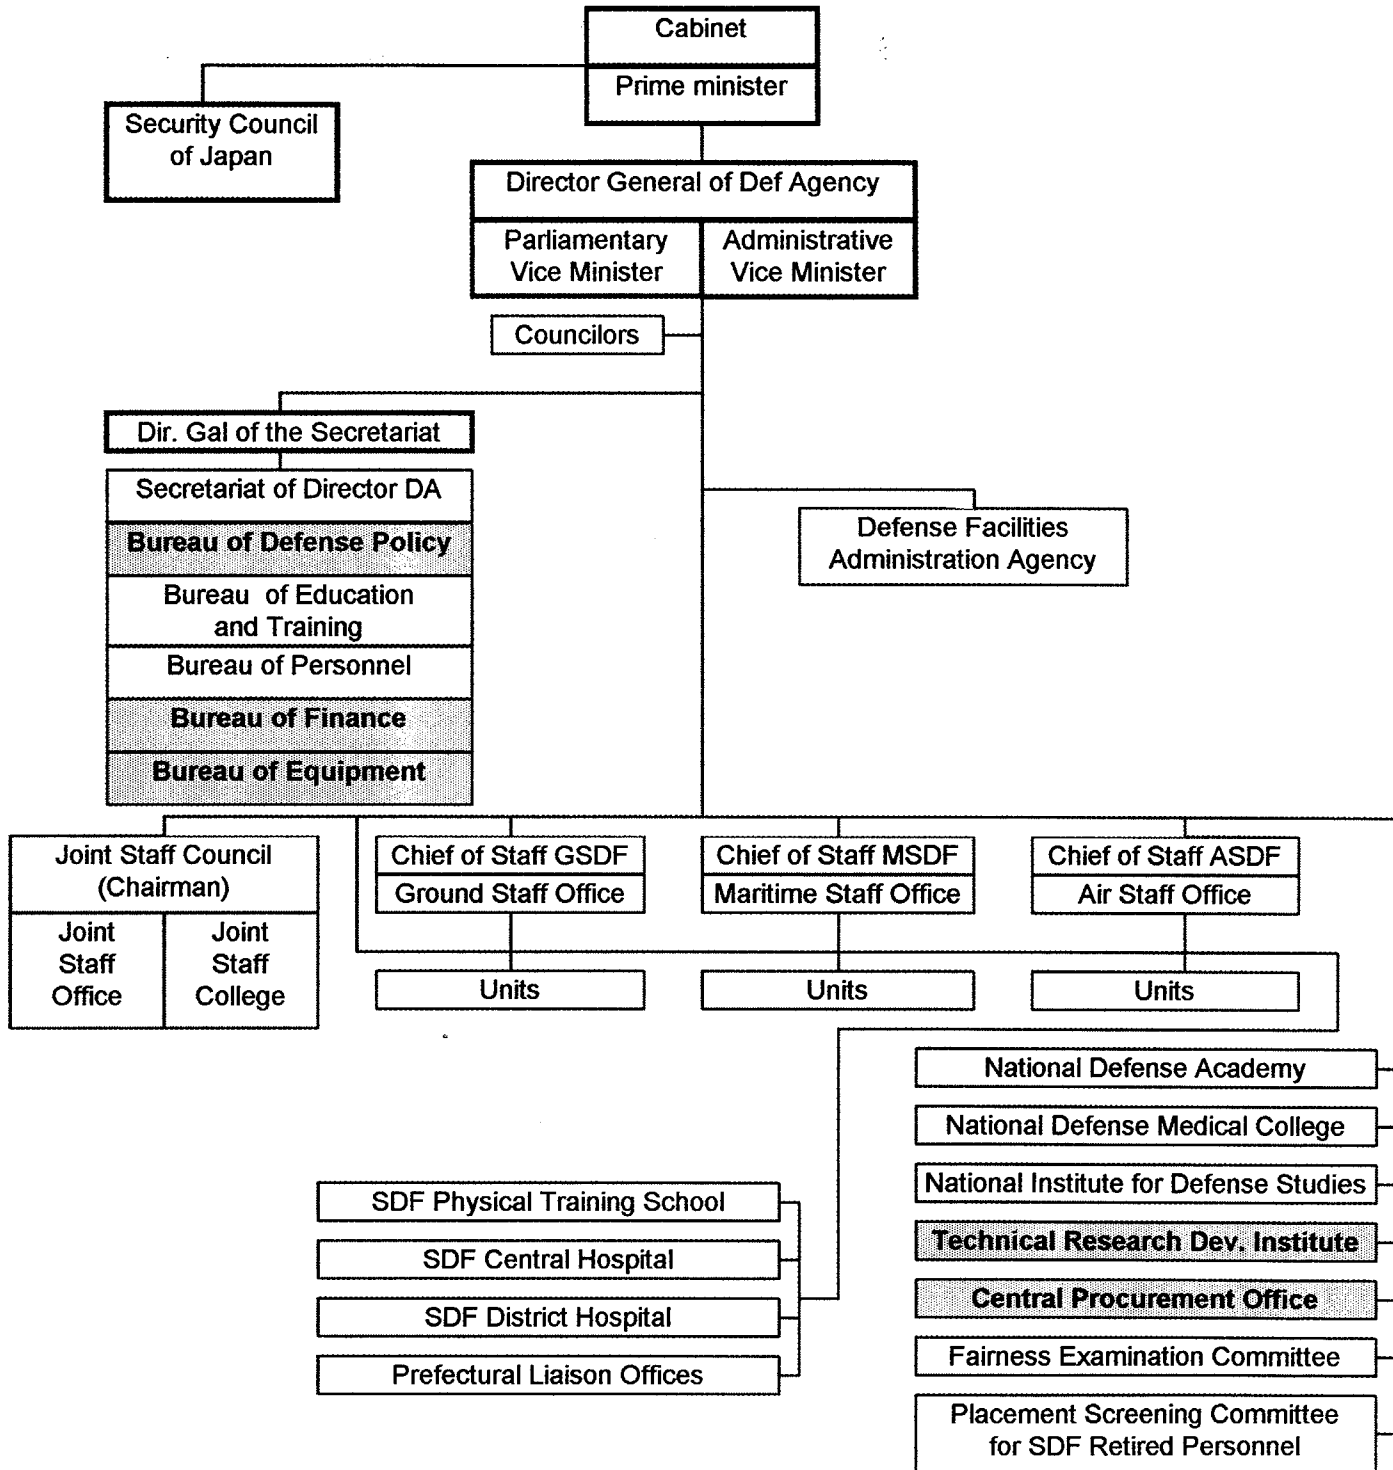 Cabinet
Prime minister
Security Council
of Japan
Director General of Def Agency
Parliamentary
Vice Minister
Administrative
Vice Minister
Councilors
Dir. Gal of the Secretariat
Secretariat of Director DA
Bureau of Defense Policy
Bureau of Education
and Training
Bureau of Personnel
Bureau of Finance
Bureau of Equipment
Defense Facilities
Administration Agency
Joint Staff Council
(Chairman)
Joint
Staff
Office
Joint
Staff
College
Chief of Staff GSDF
Ground Staff Office
Units
Chief of Staff MSDF
Maritime Staff Office
Units
Chief of Staff ASDF
Air Staff Office
Units
SDF Physical Training School
SDF Central Hospital
SDF District Hospital
Prefectural Liaison Offices
National Defense Academy
National Defense Medical College
National Institute for Defense Studies
Technical Research Dev. Institute
Central Procurement Office
Fairness Examination Committee
Placement Screening Committee
for SDF Retired Personnel